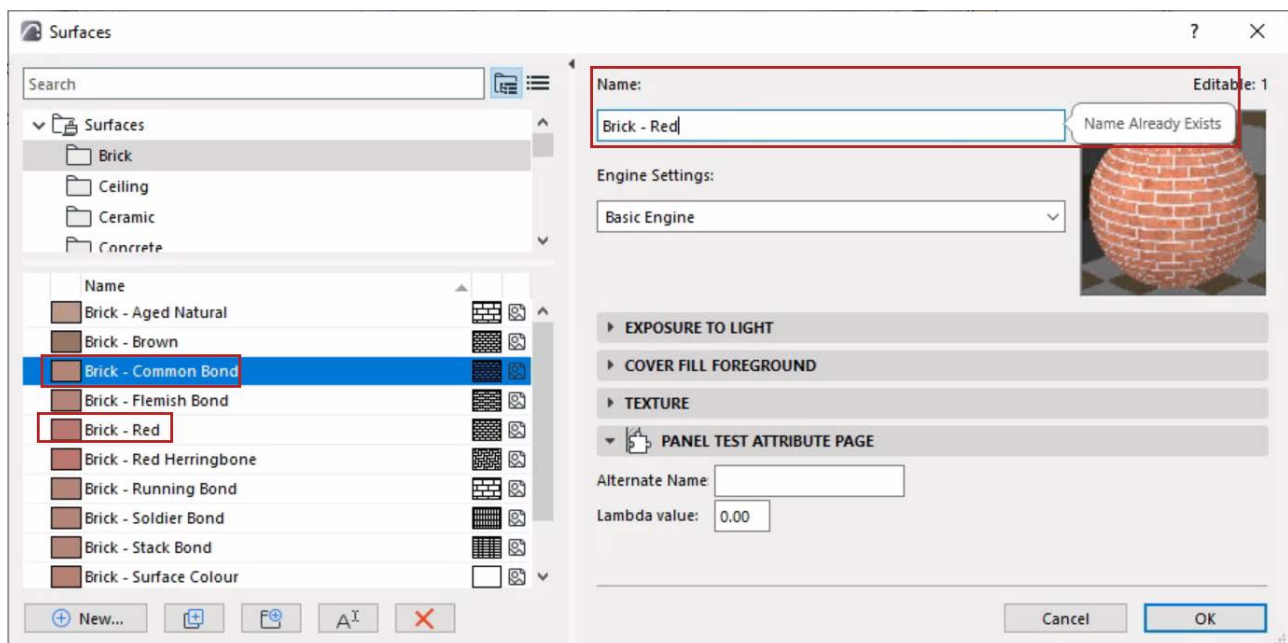 Surfaces
?
Search
Surfaces
Brick
Ceiling
Ceramic
Concrete
Name
Brick - Aged Natural
Brick - Brown
Brick - Common Bond
Brick - Flemish Bond
Brick - Red
Brick - Red Herringbone
Brick - Running Bond
Brick - Soldier Bond
Brick - Stack Bond
Brick - Surface Colour
New...
Name:
Editable: 1
Brick - Red
Name Already Exists
Engine Settings:
Basic Engine
EXPOSURE TO LIGHT
COVER FILL FOREGROUND
TEXTURE
PANEL TEST ATTRIBUTE PAGE
Alternate Name:
Lambda value: 0.00
Cancel
OK